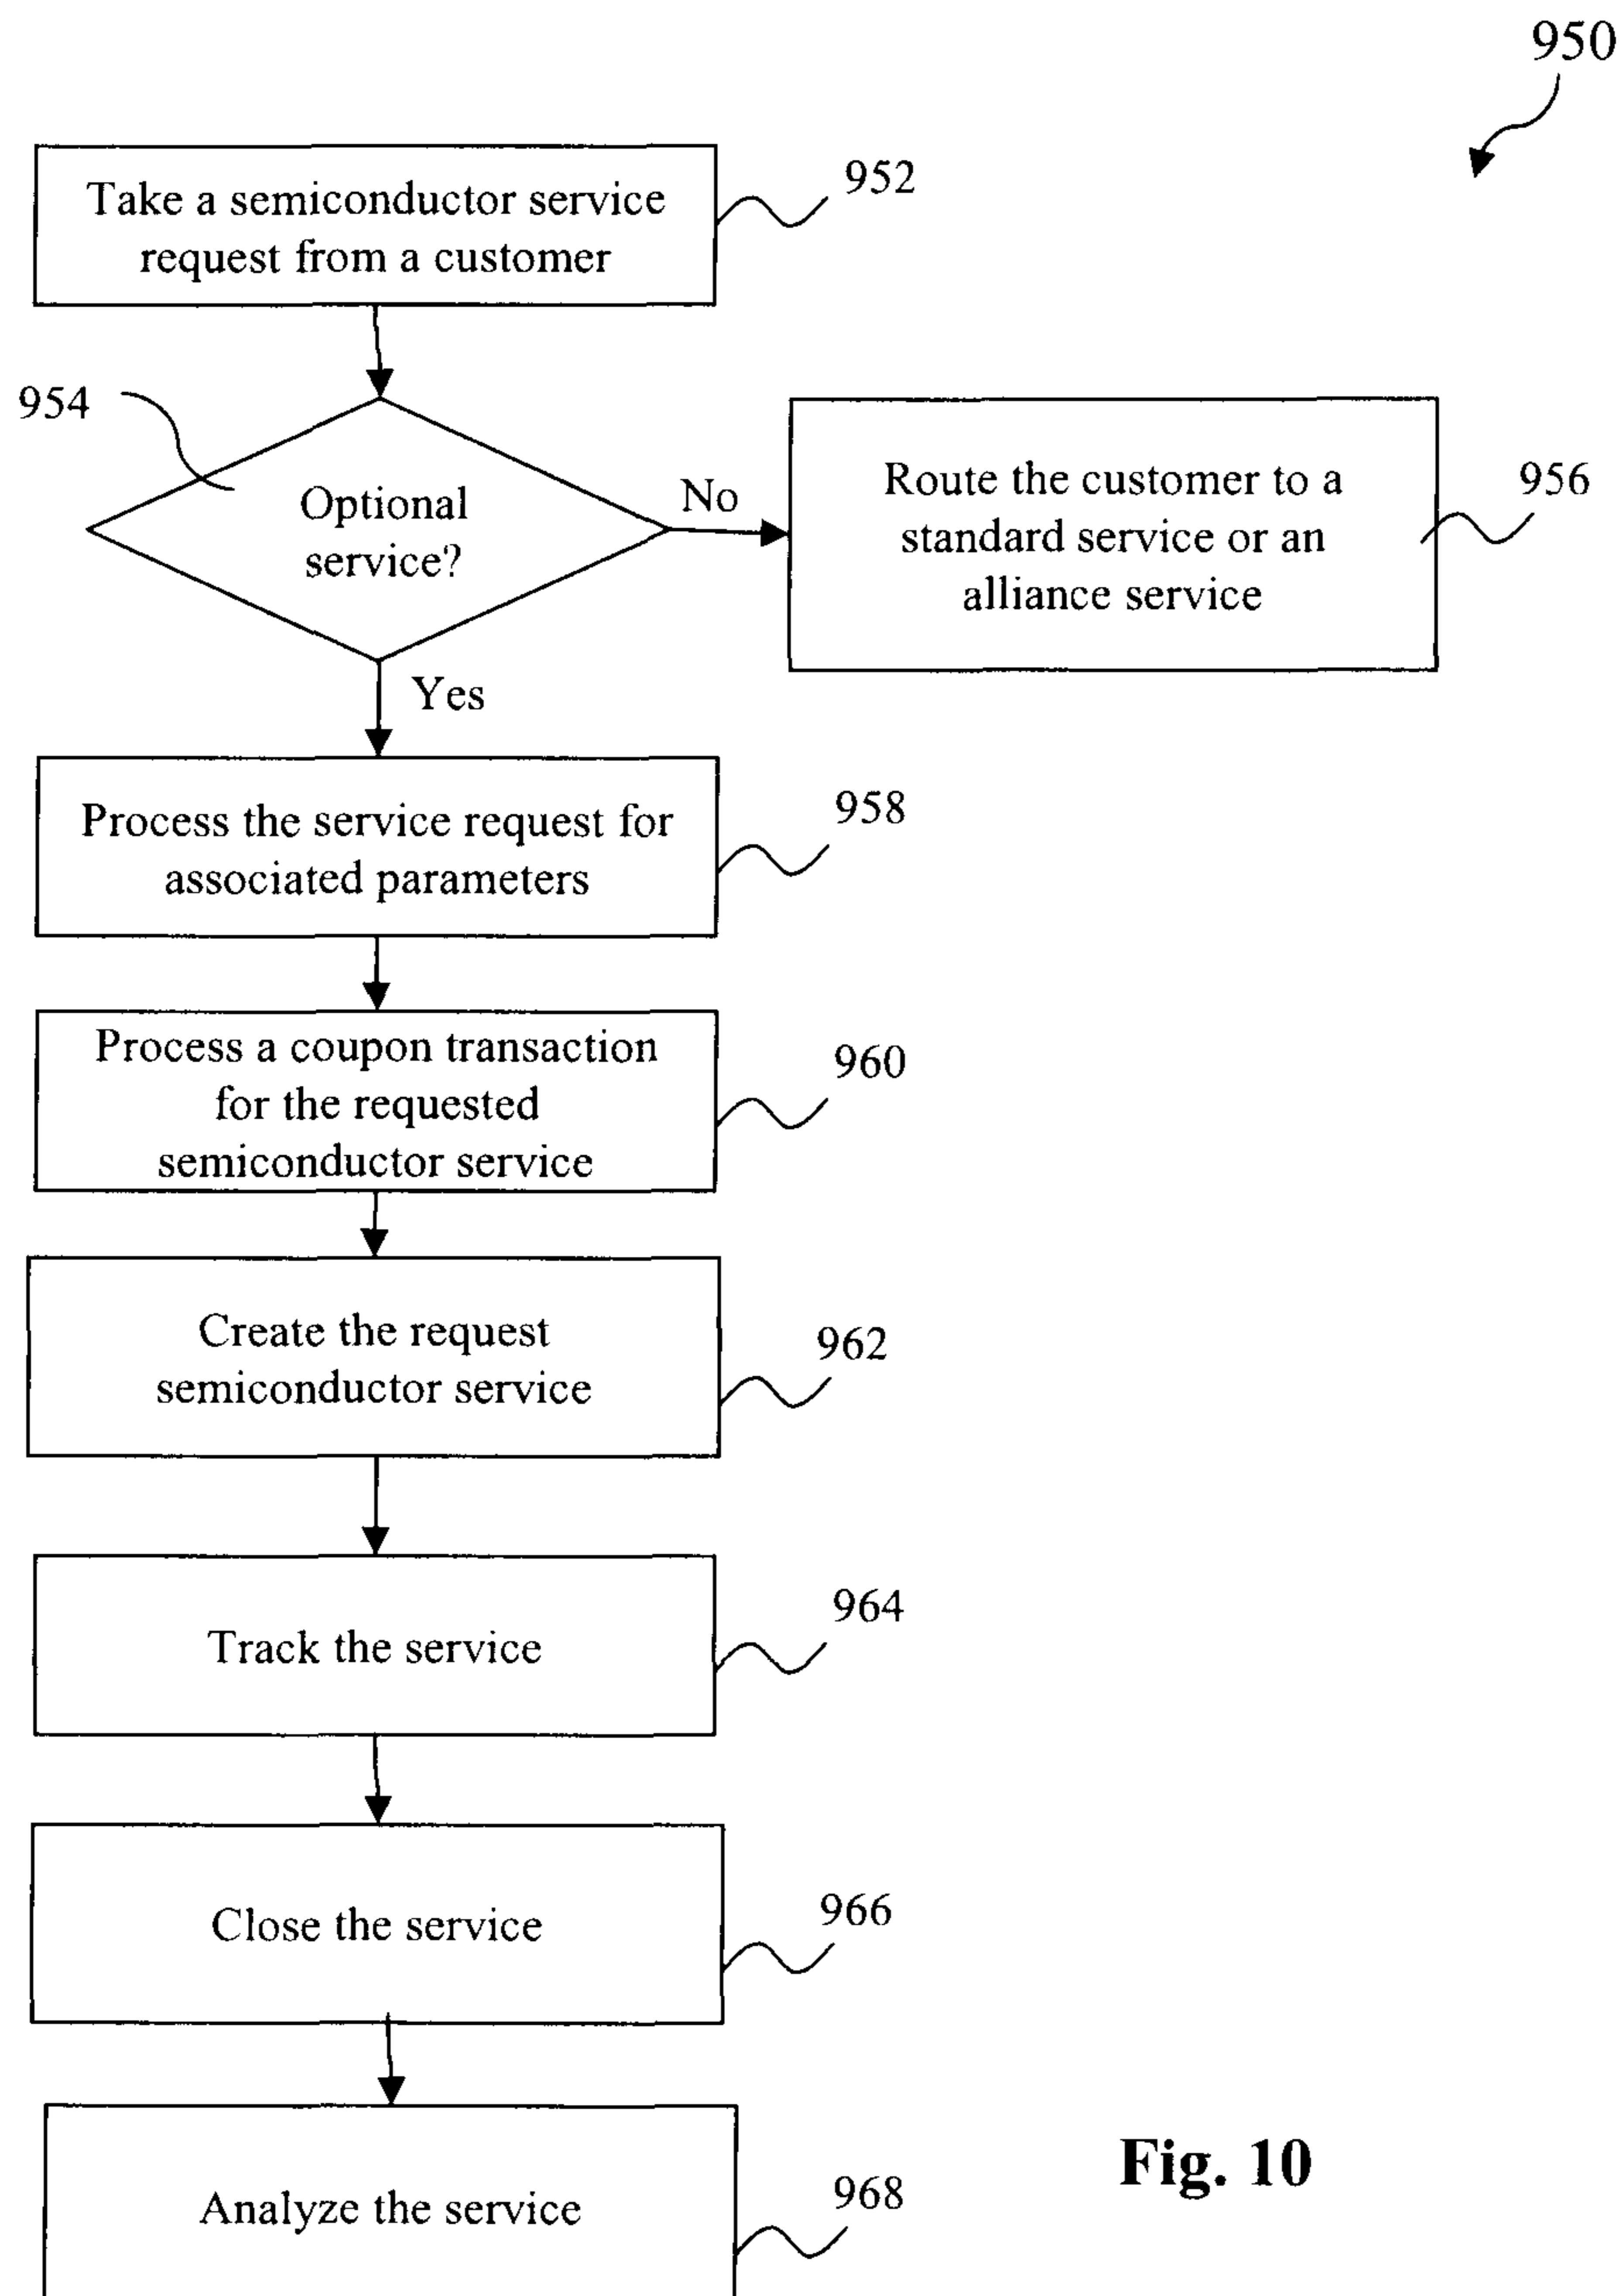 950
Take a semiconductor service
request from a customer
952
954
Optional
service?
No
Route the customer to a
standard service or an
alliance service
956
Yes
Process the service request for
associated parameters
958
Process a coupon transaction
for the requested
semiconductor service
960
Create the request
semiconductor service
962
Track the service
964
Close the service
966
Analyze the service
968
Fig. 10